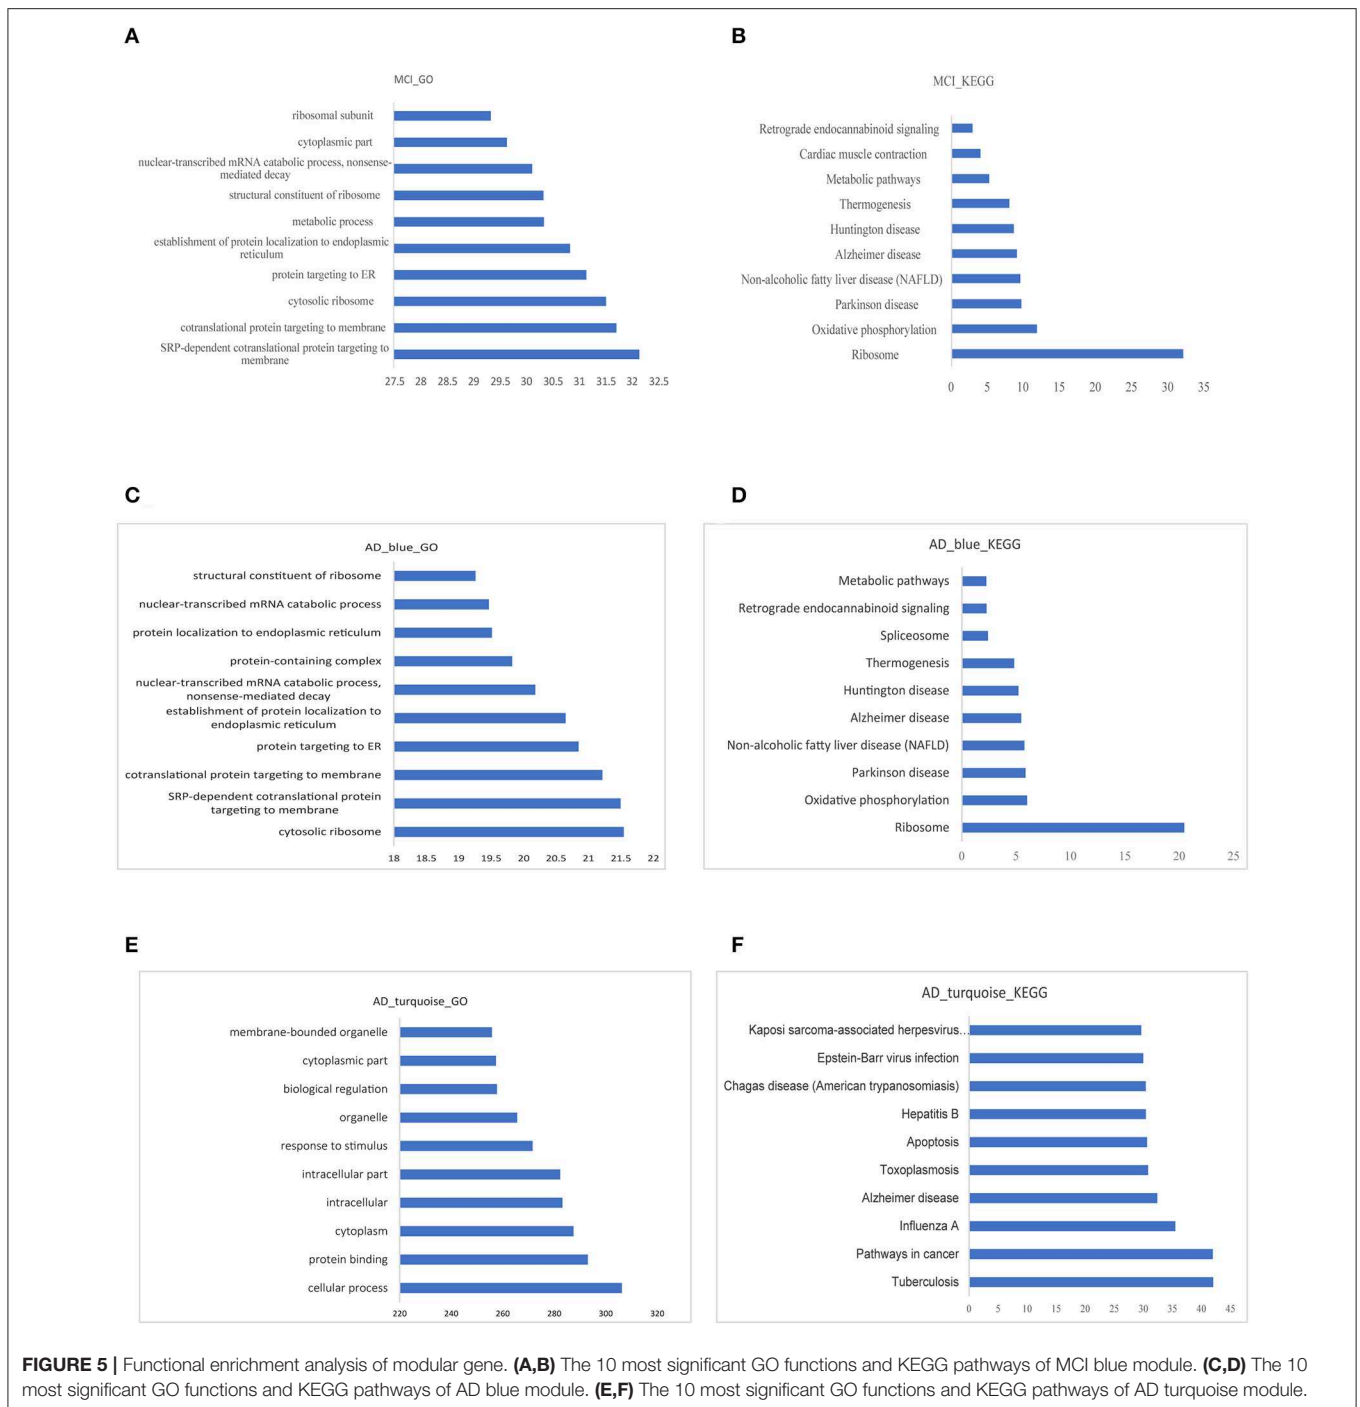 A
MCI_GO
ribosomal subunit
cytoplasmic part
nuclear-transcribed mRNA catabolic process, nonsense-
mediated decay
structural constituent of ribosome
metabolic process
establishment of protein localization to endoplasmic
reticulum
protein targeting to ER
cytosolic ribosome
cotranslational protein targeting to membrane
SRP-dependent cotranslational protein targeting to
membrane
27.5 28 28.5 29 29.5 30 30.5 31 31.5 32 32.5
B
MCI_KEGG
Retrograde endocannabinoid signaling
Cardiac muscle contraction
Metabolic pathways
Thermogenesis
Huntington disease
Alzheimer disease
Non-alcoholic fatty liver disease (NAFLD)
Parkinson disease
Oxidative phosphorylation
Ribosome
0 5 10 15 20 25 30 35
C
AD_blue_GO
structural constituent of ribosome
nuclear-transcribed mRNA catabolic process
protein localization to endoplasmic reticulum
protein-containing complex
nuclear-transcribed mRNA catabolic process,
nonsense-mediated decay
establishment of protein localization to
endoplasmic reticulum
protein targeting to ER
cotranslational protein targeting to membrane
SRP-dependent cotranslational protein
targeting to membrane
cytosolic ribosome
18 18.5 19 19.5 20 20.5 21 21.5 22
D
AD_blue_KEGG
Metabolic pathways
Retrograde endocannabinoid signaling
Spliceosome
Thermogenesis
Huntington disease
Alzheimer disease
Non-alcoholic fatty liver disease (NAFLD)
Parkinson disease
Oxidative phosphorylation
Ribosome
0 5 10 15 20 25
E
AD_turquoise_GO
membrane-bounded organelle
cytoplasmic part
biological regulation
organelle
response to stimulus
intracellular part
intracellular
cytoplasm
protein binding
cellular process
220 240 260 280 300 320
F
AD_turquoise_KEGG
Kaposi sarcoma-associated herpesvirus...
Epstein-Barr virus infection
Chagas disease (American trypanosomiasis)
Hepatitis B
Apoptosis
Toxoplasmosis
Alzheimer disease
Influenza A
Pathways in cancer
Tuberculosis
0 5 10 15 20 25 30 35 40 45
FIGURE 5 | Functional enrichment analysis of modular gene. (A,B) The 10 most significant GO functions and KEGG pathways of MCI blue module. (C,D) The 10
most significant GO functions and KEGG pathways of AD blue module. (E,F) The 10 most significant GO functions and KEGG pathways of AD turquoise module.